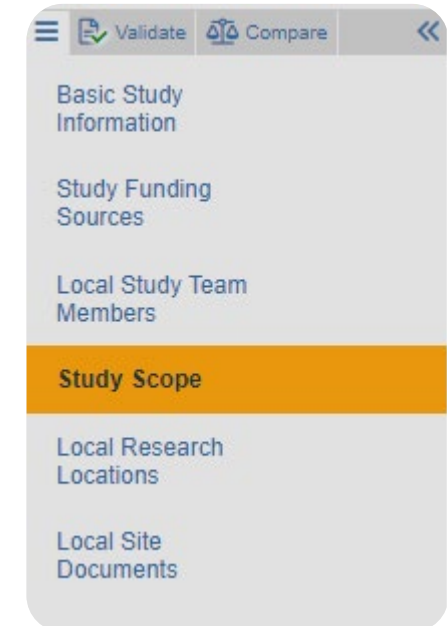 Validate Compare
Basic Study
Information
Study Funding
Sources
Local Study Team
Members
Study Scope
Local Research
Locations
Local Site
Documents